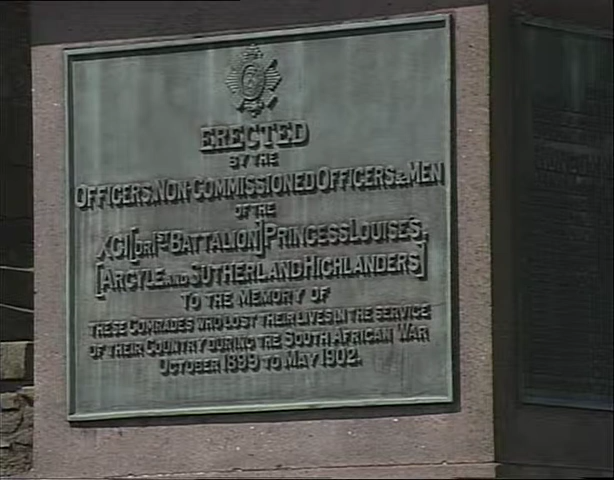 ERECTED
BY THE
OFFICERS, NON-COMMISSIONED OFFICERS & MEN
OF THE
XCI [OR 1ST BATTALION] PRINCESS LOUISE'S,
[ARGYLE AND SUTHERLAND HIGHLANDERS]
TO THE MEMORY OF
THESE COMRADES WHO LOST THEIR LIVES IN THE SERVICE
OF THEIR COUNTRY DURING THE SOUTH AFRICAN WAR
OCTOBER 1899 TO MAY 1902.